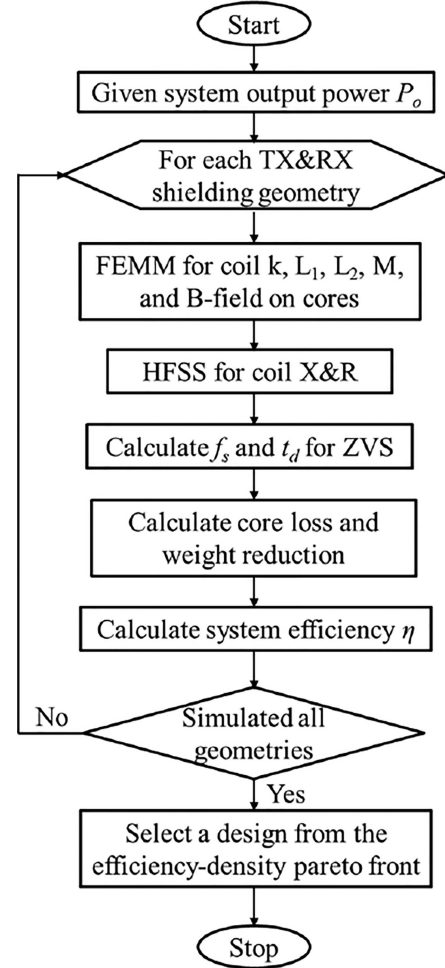 Start
Given system output power Pₒ
For each TX&RX
shielding geometry
FEMM for coil k, L₁, L₂, M,
and B-field on cores
HFSS for coil X&R
Calculate fₛ and t_d for ZVS
Calculate core loss and
weight reduction
Calculate system efficiency η
Simulated all
geometries
No
Yes
Select a design from the
efficiency-density pareto front
Stop